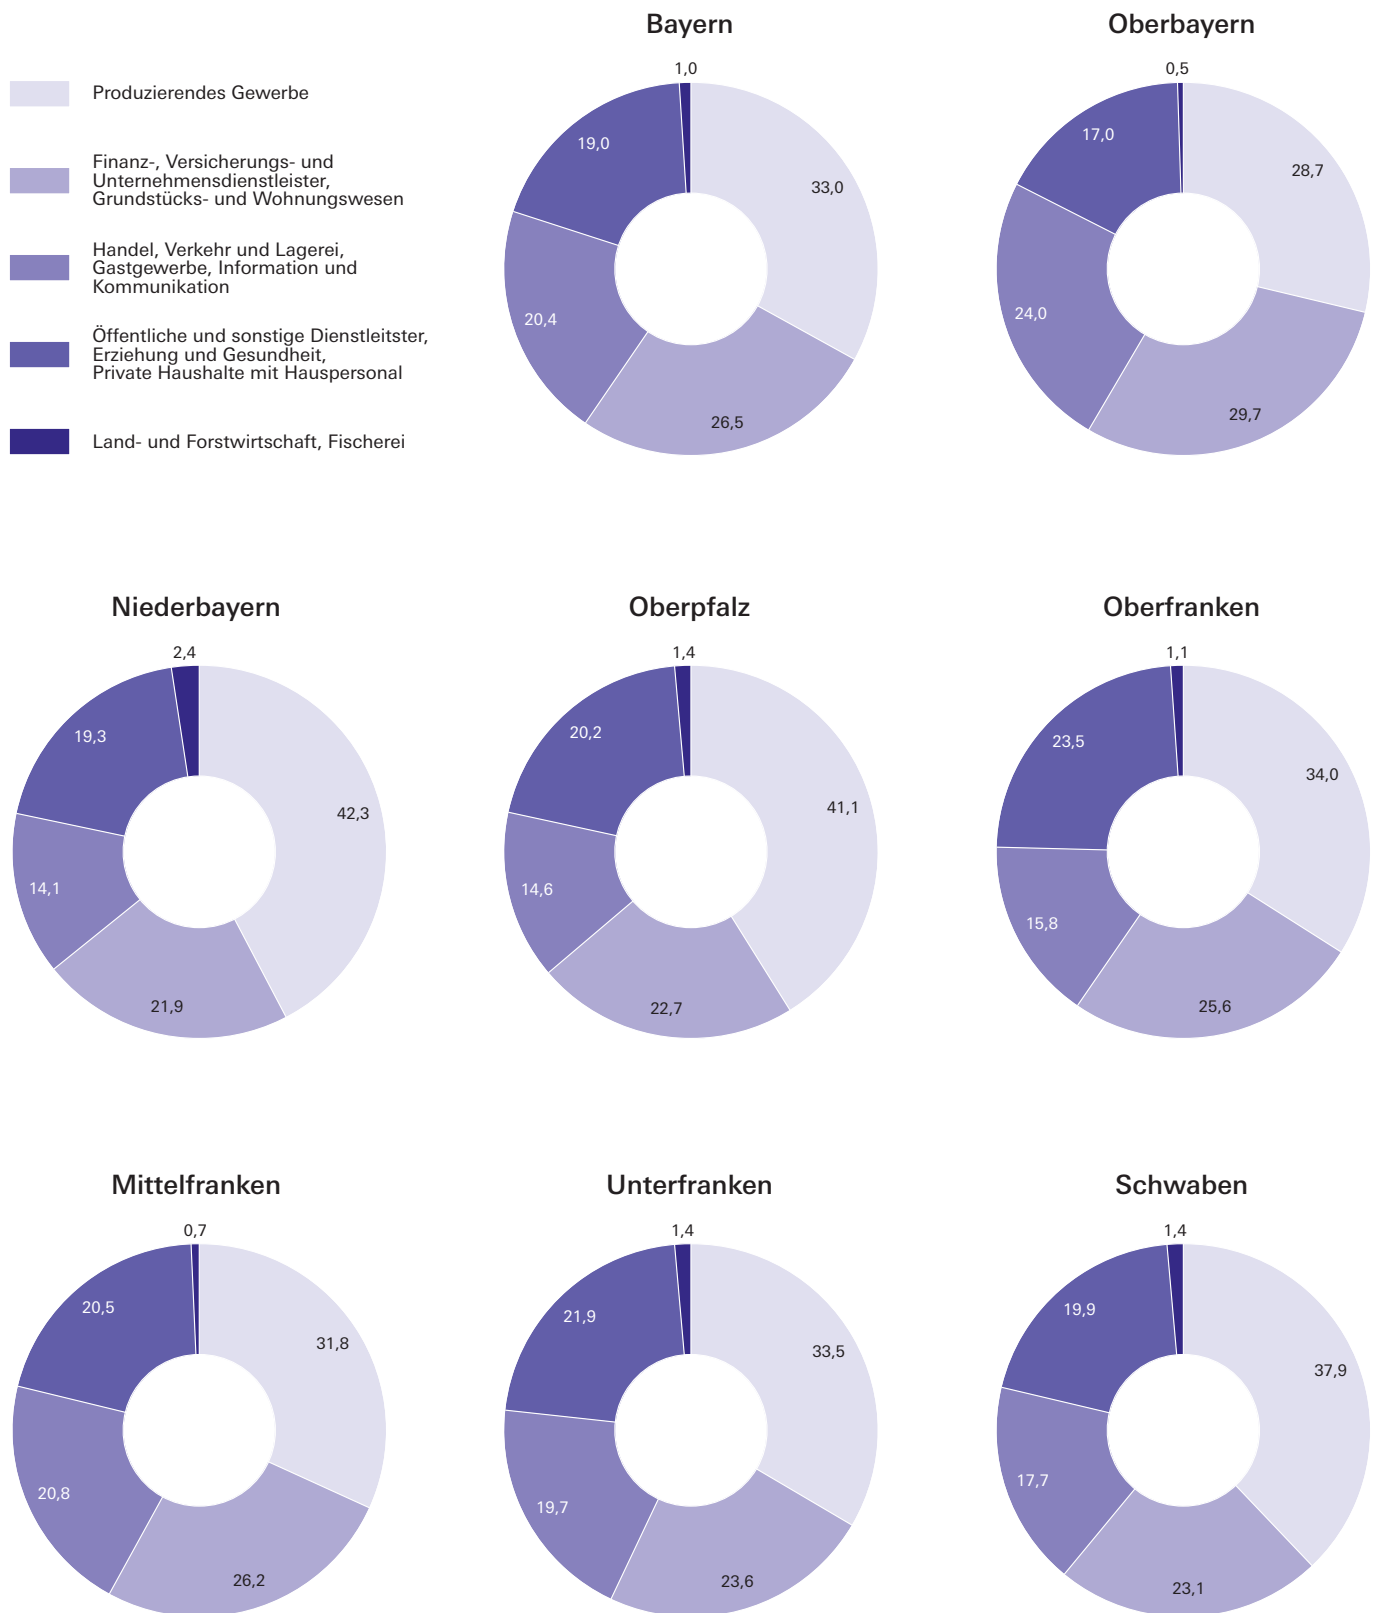 Bayern
Oberbayern
Produzierendes Gewerbe
Finanz-, Versicherungs- und
Unternehmensdienstleister,
Grundstücks- und Wohnungswesen
Handel, Verkehr und Lagerei,
Gastgewerbe, Information und
Kommunikation
Öffentliche und sonstige Dienstleitster,
Erziehung und Gesundheit,
Private Haushalte mit Hauspersonal
Land- und Forstwirtschaft, Fischerei
1,0
19,0
33,0
20,4
26,5
0,5
17,0
28,7
24,0
29,7
Niederbayern
Oberpfalz
Oberfranken
2,4
19,3
42,3
14,1
21,9
1,4
20,2
41,1
14,6
22,7
1,1
23,5
34,0
15,8
25,6
Mittelfranken
Unterfranken
Schwaben
0,7
20,5
31,8
20,8
26,2
1,4
21,9
33,5
19,7
23,6
1,4
19,9
37,9
17,7
23,1